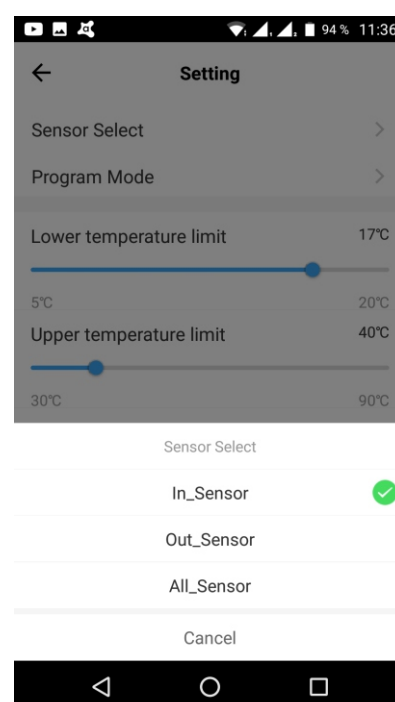 94 % 11:36
Setting
Sensor Select
Program Mode
Lower temperature limit 17℃
5℃ 20℃
Upper temperature limit 40℃
30℃ 90℃
Sensor Select
In_Sensor
Out_Sensor
All_Sensor
Cancel